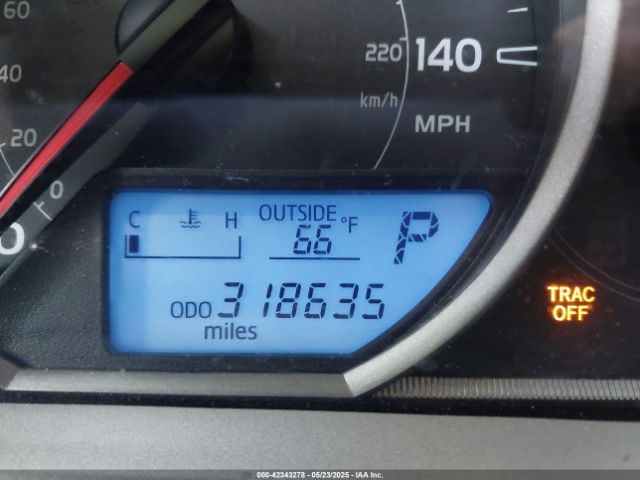 60
40
20
0
0
220
140
km/h
MPH
C H
OUTSIDE
66 °F
P
ODO 318635
miles
TRAC
OFF
000-42343278 - 05/23/2025 - IAA Inc.